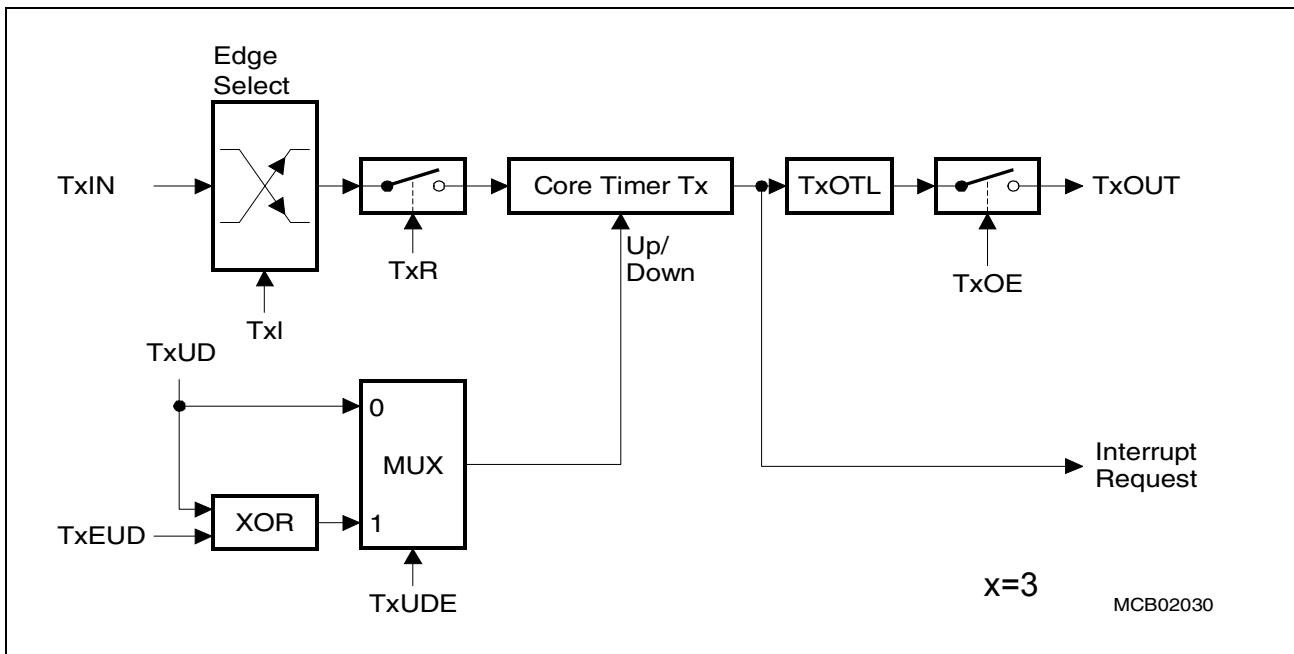 Edge
Select
TxIN
TxI
TxR
Core Timer Tx
Up/
Down
TxOTL
TxOE
TxOUT
TxUD
0
MUX
1
XOR
TxEUD
TxUDE
Interrupt
Request
x=3
MCB02030